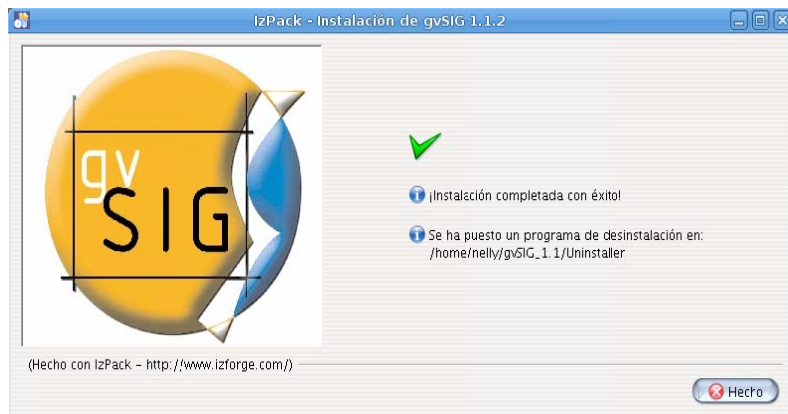 IzPack - Instalación de gvSIG 1.1.2
gv
SIG
¡Instalación completada con éxito!
Se ha puesto un programa de desinstalación en:
/home/nelly/gvSIG_1.1/Uninstaller
(Hecho con IzPack - http://www.izforge.com/)
Hecho